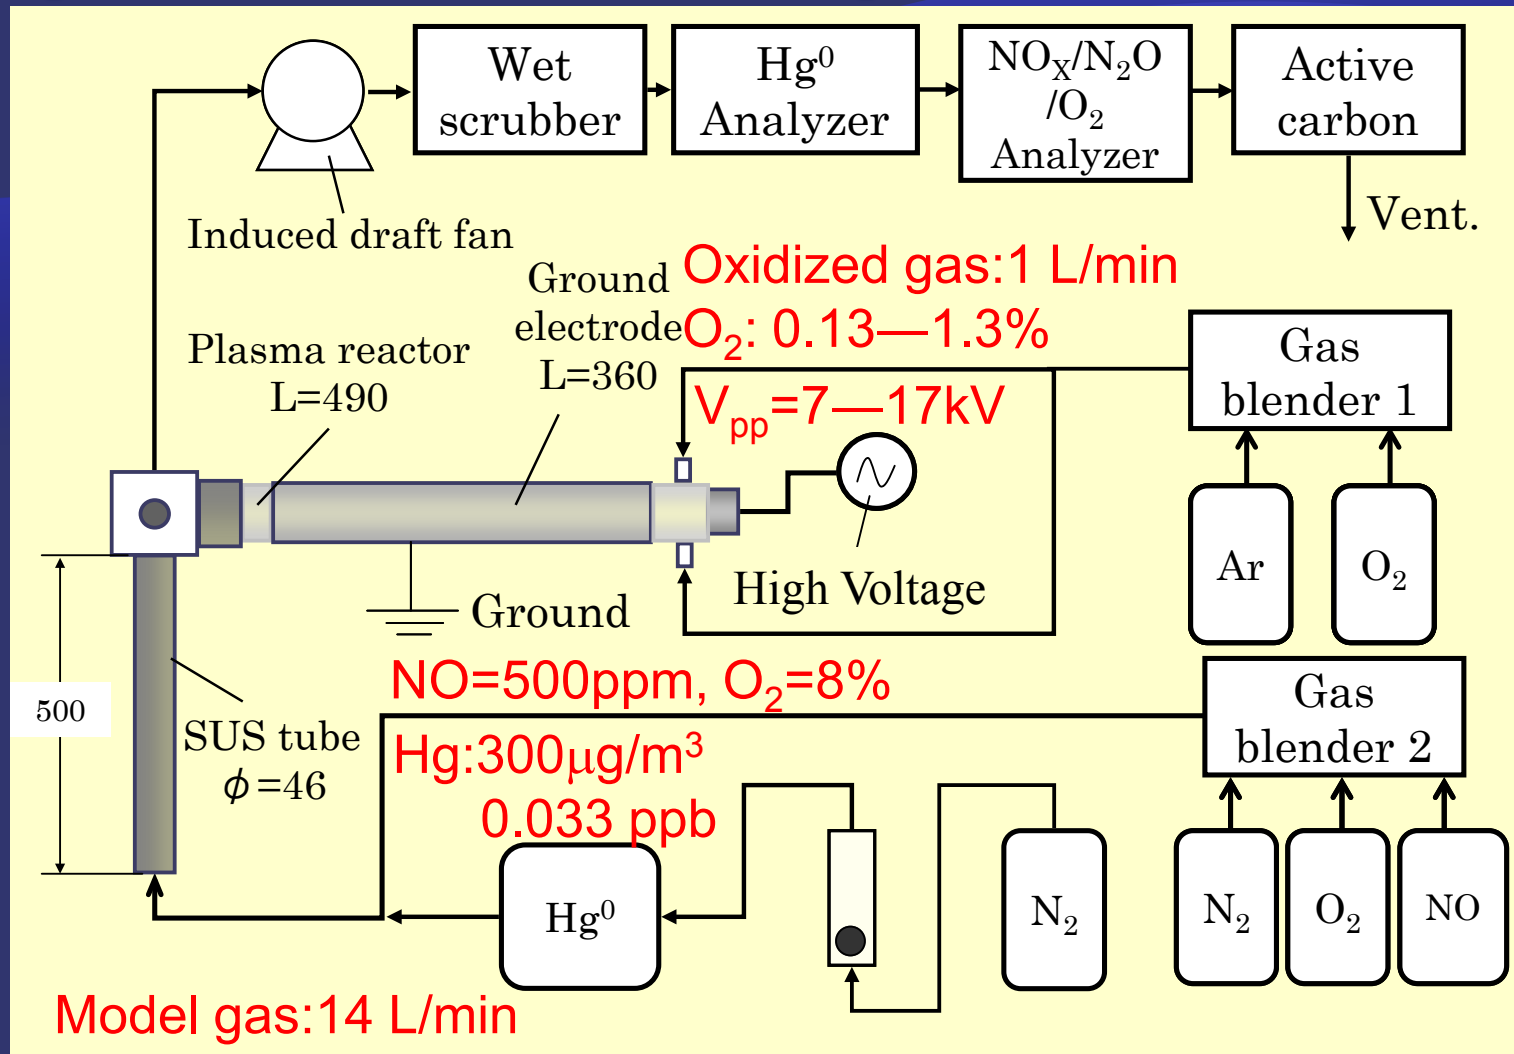 Wet
scrubber
Hg⁰
Analyzer
NOₓ/N₂O
/O₂
Analyzer
Active
carbon
Induced draft fan
Vent.
Oxidized gas:1 L/min
O₂: 0.13—1.3%
Vpp=7—17kV
Ground
electrode
L=360
Plasma reactor
L=490
Gas
blender 1
Ar
O₂
High Voltage
Ground
NO=500ppm, O₂=8%
Hg:300μg/m³
0.033 ppb
500
SUS tube
ϕ=46
Gas
blender 2
Hg⁰
N₂
N₂
O₂
NO
Model gas:14 L/min